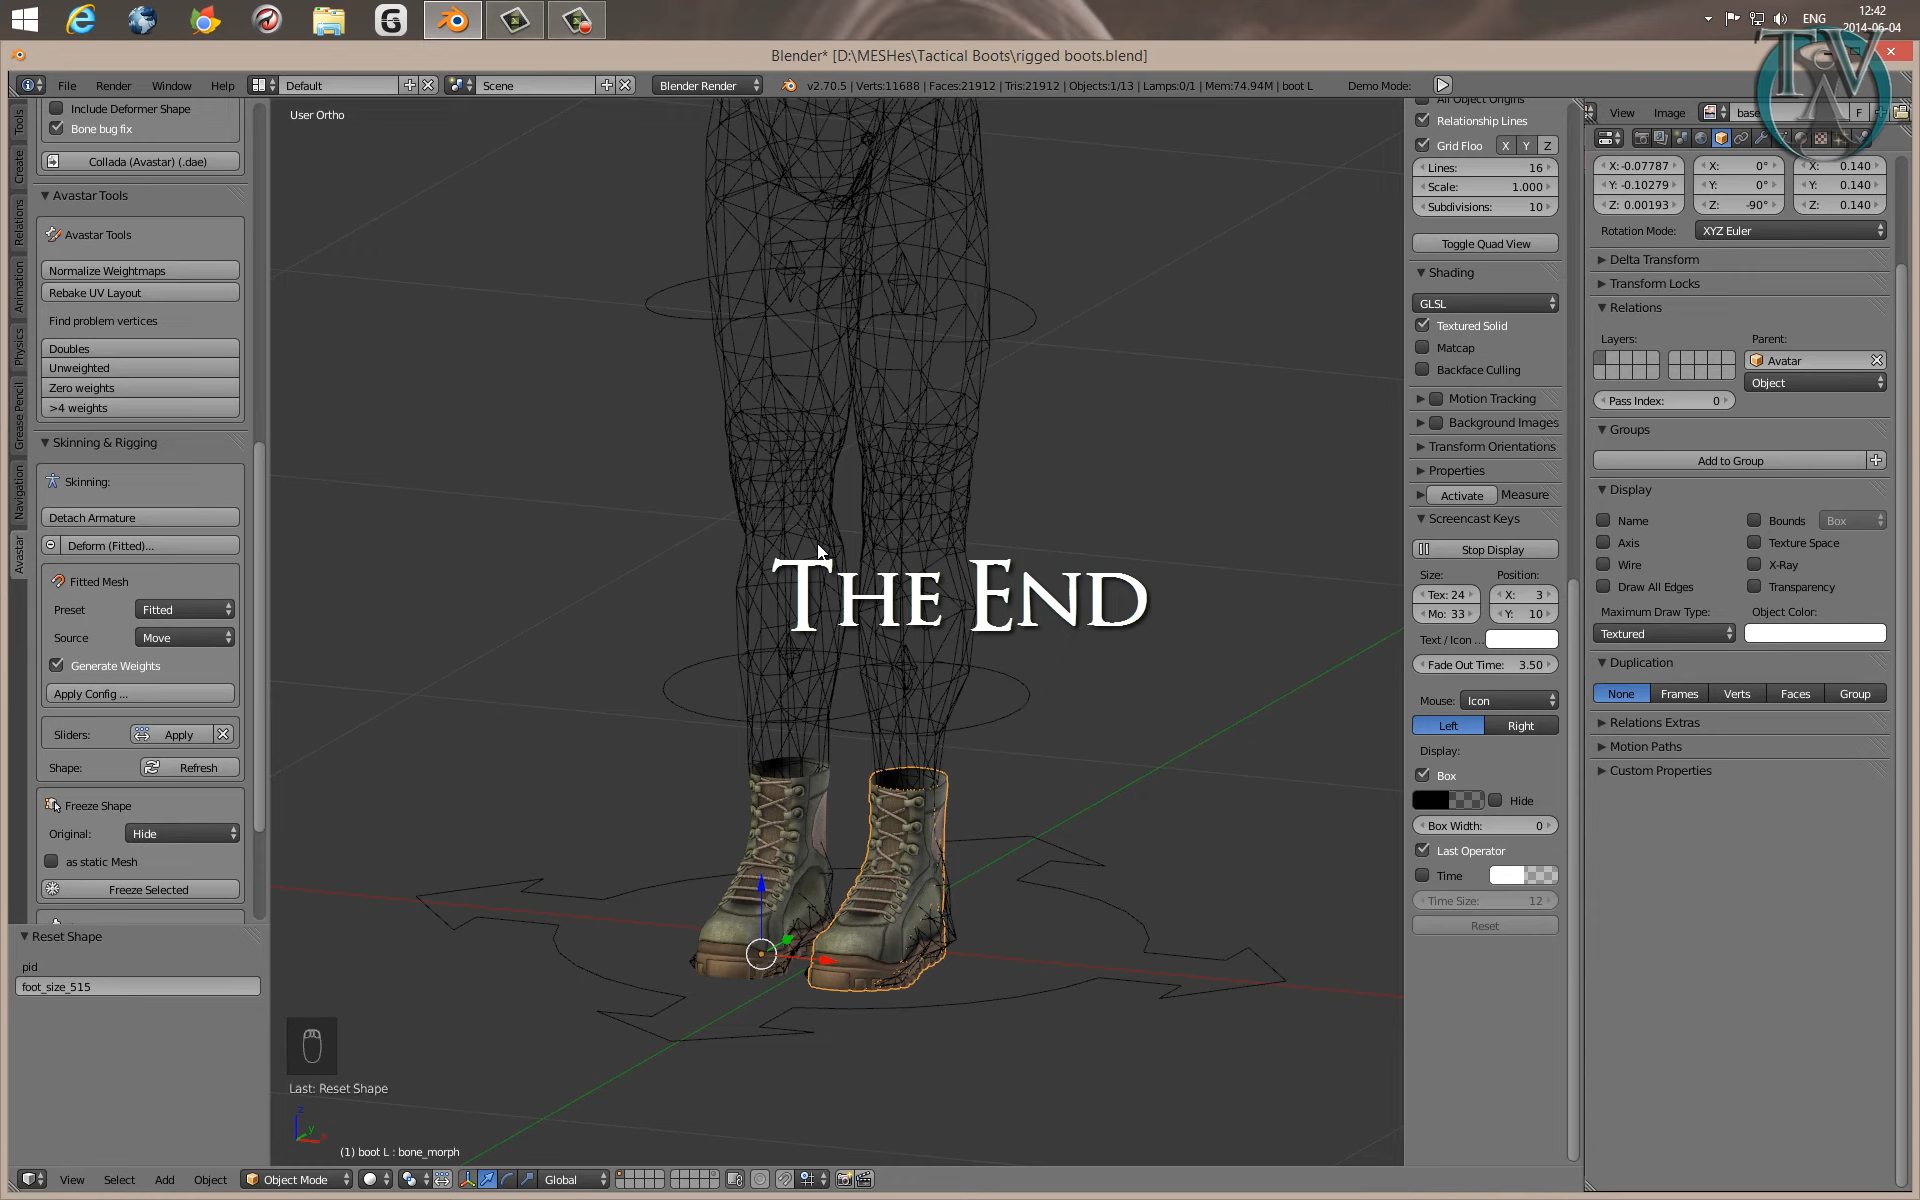 ENG
12:42
2014-06-04
Blender* [D:\MESHes\Tactical Boots\rigged boots.blend]
File Render Window Help Default Scene Blender Render v2.70.5 | Verts:11688 | Faces:21912 | Tris:21912 | Objects:1/13 | Lamps:0/1 | Mem:74.94M | boot L Demo Mode:
Tools
Create
Relations
Animation
Physics
Grease Pencil
Navigation
Avastar
Include Deformer Shape
Bone bug fix
Collada (Avastar) (.dae)
Avastar Tools
Avastar Tools
Normalize Weightmaps
Rebake UV Layout
Find problem vertices
Doubles
Unweighted
Zero weights
>4 weights
Skinning & Rigging
Skinning:
Detach Armature
Deform (Fitted)...
Fitted Mesh
Preset Fitted
Source Move
Generate Weights
Apply Config ...
Sliders: Apply
Shape: Refresh
Freeze Shape
Original: Hide
as static Mesh
Freeze Selected
Reset Shape
pid
foot_size_515
User Ortho
The End
Last: Reset Shape
z
y
(1) boot L : bone_morph
View Select Add Object Object Mode Global
All Object Origins
Relationship Lines
Grid Floo X Y Z
Lines: 16
Scale: 1.000
Subdivisions: 10
Toggle Quad View
Shading
GLSL
Textured Solid
Matcap
Backface Culling
Motion Tracking
Background Images
Transform Orientations
Properties
Activate Measure
Screencast Keys
Stop Display
Size: Position:
Tex: 24 X: 3
Mo: 33 Y: 10
Text / Icon ...
Fade Out Time: 3.50
Mouse: Icon
Left Right
Display:
Box
Hide
Box Width: 0
Last Operator
Time
Time Size: 12
Reset
View Image base F
TW
X:-0.07787 X: 0° X: 0.140
Y: -0.10279 Y: 0° Y: 0.140
Z: 0.00193 Z: -90° Z: 0.140
Rotation Mode: XYZ Euler
Delta Transform
Transform Locks
Relations
Layers: Parent:
Avatar
Object
Pass Index: 0
Groups
Add to Group
Display
Name Bounds Box
Axis Texture Space
Wire X-Ray
Draw All Edges Transparency
Maximum Draw Type: Object Color:
Textured
Duplication
None Frames Verts Faces Group
Relations Extras
Motion Paths
Custom Properties